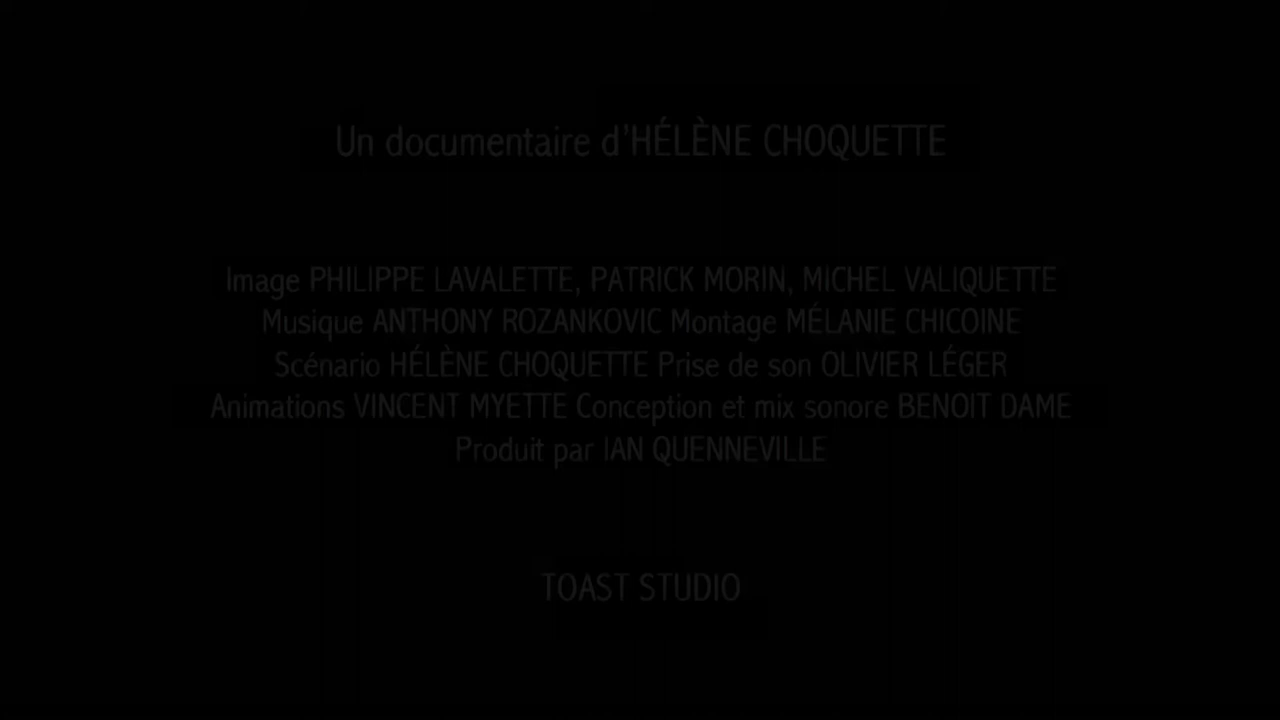 Un documentaire d'HÉLÈNE CHOQUETTE
Image PHILIPPE LAVALETTE, PATRICK MORIN, MICHEL VALIQUETTE
Musique ANTHONY ROZANKOVIC Montage MÉLANIE CHICOINE
Scénario HÉLÈNE CHOQUETTE Prise de son OLIVIER LÉGER
Animations VINCENT MYETTE Conception et mix sonore BENOIT DAME
Produit par IAN QUENNEVILLE
TOAST STUDIO